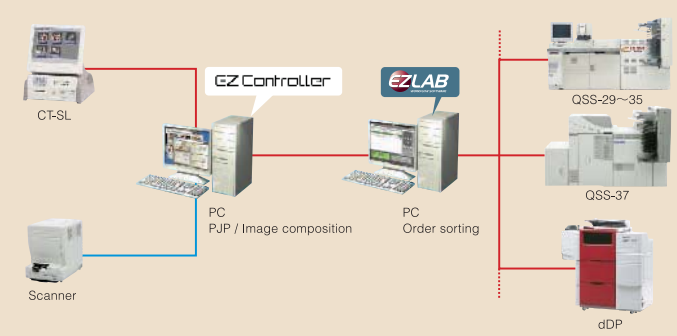 CT-SL
EZ Controller
EZLAB
QSS-29～35
QSS-37
PC
PJP / Image composition
PC
Order sorting
Scanner
dDP